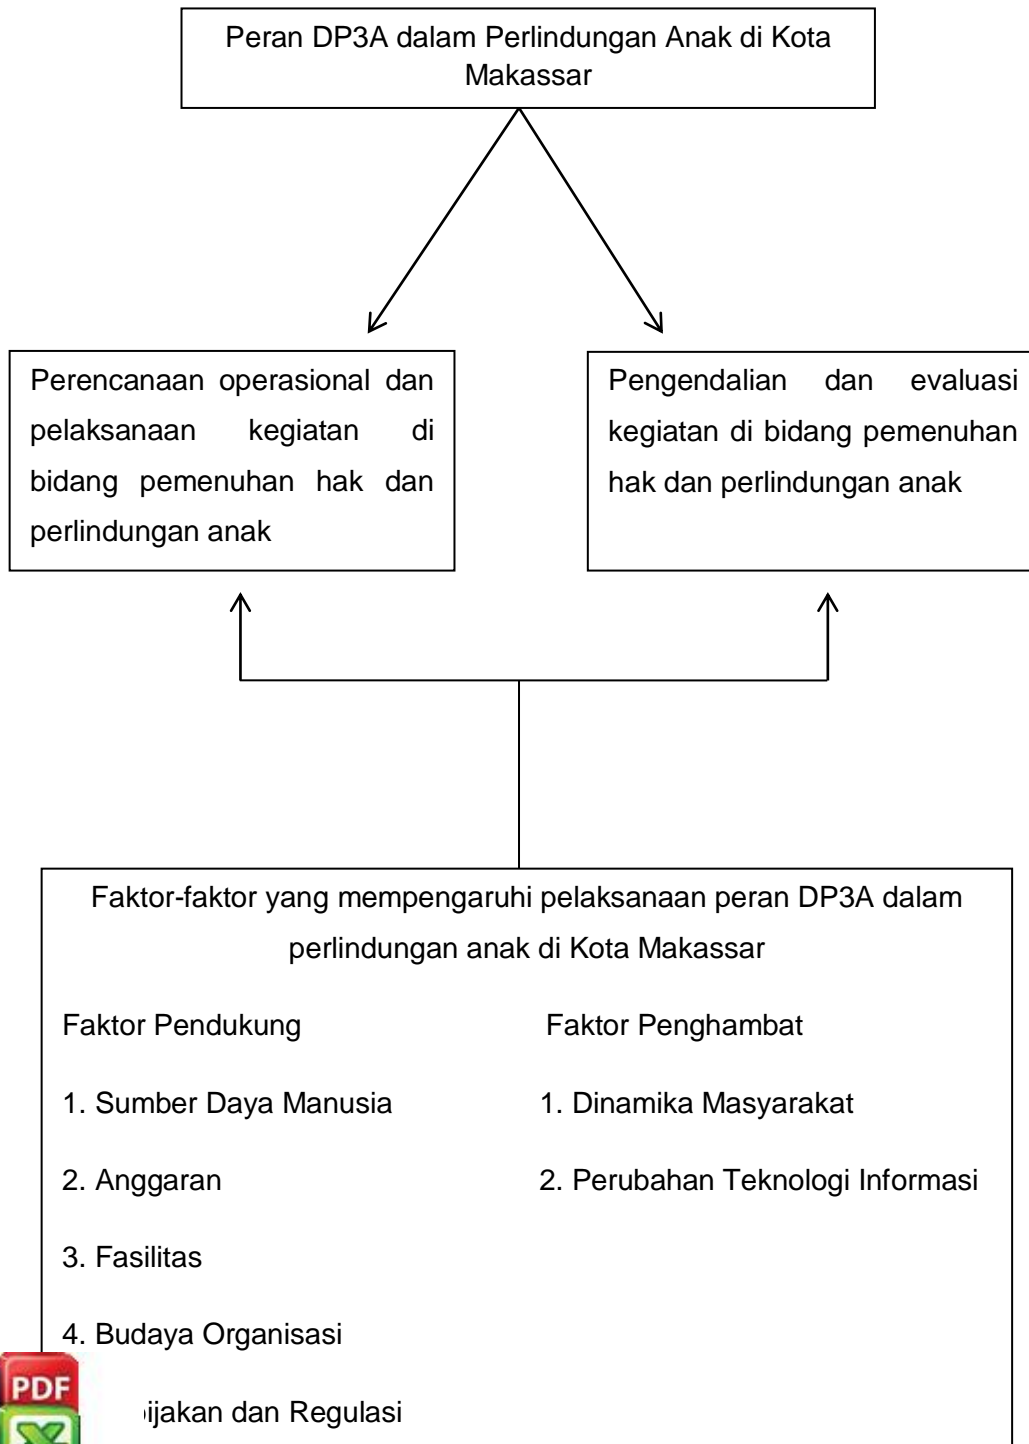 Peran DP3A dalam Perlindungan Anak di Kota
Makassar
Perencanaan operasional dan
pelaksanaan kegiatan di
bidang pemenuhan hak dan
perlindungan anak
Pengendalian dan evaluasi
kegiatan di bidang pemenuhan
hak dan perlindungan anak
Faktor-faktor yang mempengaruhi pelaksanaan peran DP3A dalam
perlindungan anak di Kota Makassar
Faktor Pendukung
1. Sumber Daya Manusia
2. Anggaran
3. Fasilitas
4. Budaya Organisasi
dan Regulasi
Faktor Penghambat
1. Dinamika Masyarakat
2. Perubahan Teknologi Informasi
PDF